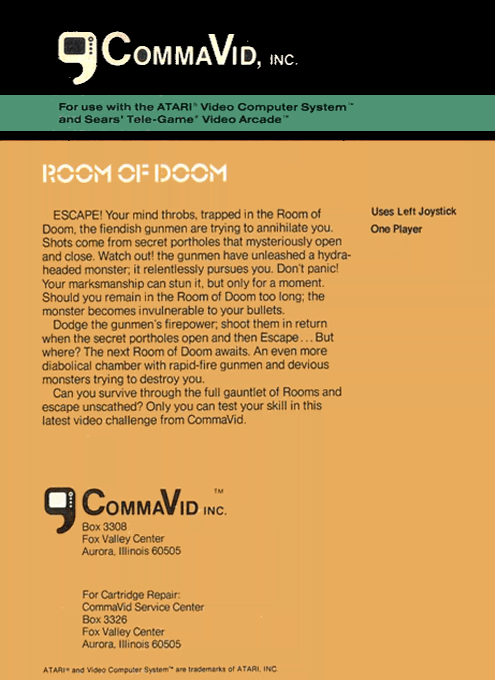 COMMAVID, INC.
For use with the ATARI® Video Computer System™
and Sears' Tele-Game® Video Arcade™
ROOM OF DOOM
ESCAPE! Your mind throbs, trapped in the Room of
Doom, the fiendish gunmen are trying to annihilate you.
Shots come from secret portholes that mysteriously open
and close. Watch out! the gunmen have unleashed a hydra-
headed monster; it relentlessly pursues you. Don't panic!
Your marksmanship can stun it, but only for a moment.
Should you remain in the Room of Doom too long; the
monster becomes invulnerable to your bullets.
Dodge the gunmen's firepower; shoot them in return
when the secret portholes open and then Escape... But
where? The next Room of Doom awaits. An even more
diabolical chamber with rapid-fire gunmen and devious
monsters trying to destroy you.
Can you survive through the full gauntlet of Rooms and
escape unscathed? Only you can test your skill in this
latest video challenge from CommaVid.
Uses Left Joystick
One Player
COMMAVID INC.™
Box 3308
Fox Valley Center
Aurora, Illinois 60505
For Cartridge Repair:
CommaVid Service Center
Box 3326
Fox Valley Center
Aurora, Illinois 60505
ATARI® and Video Computer System™ are trademarks of ATARI, INC.